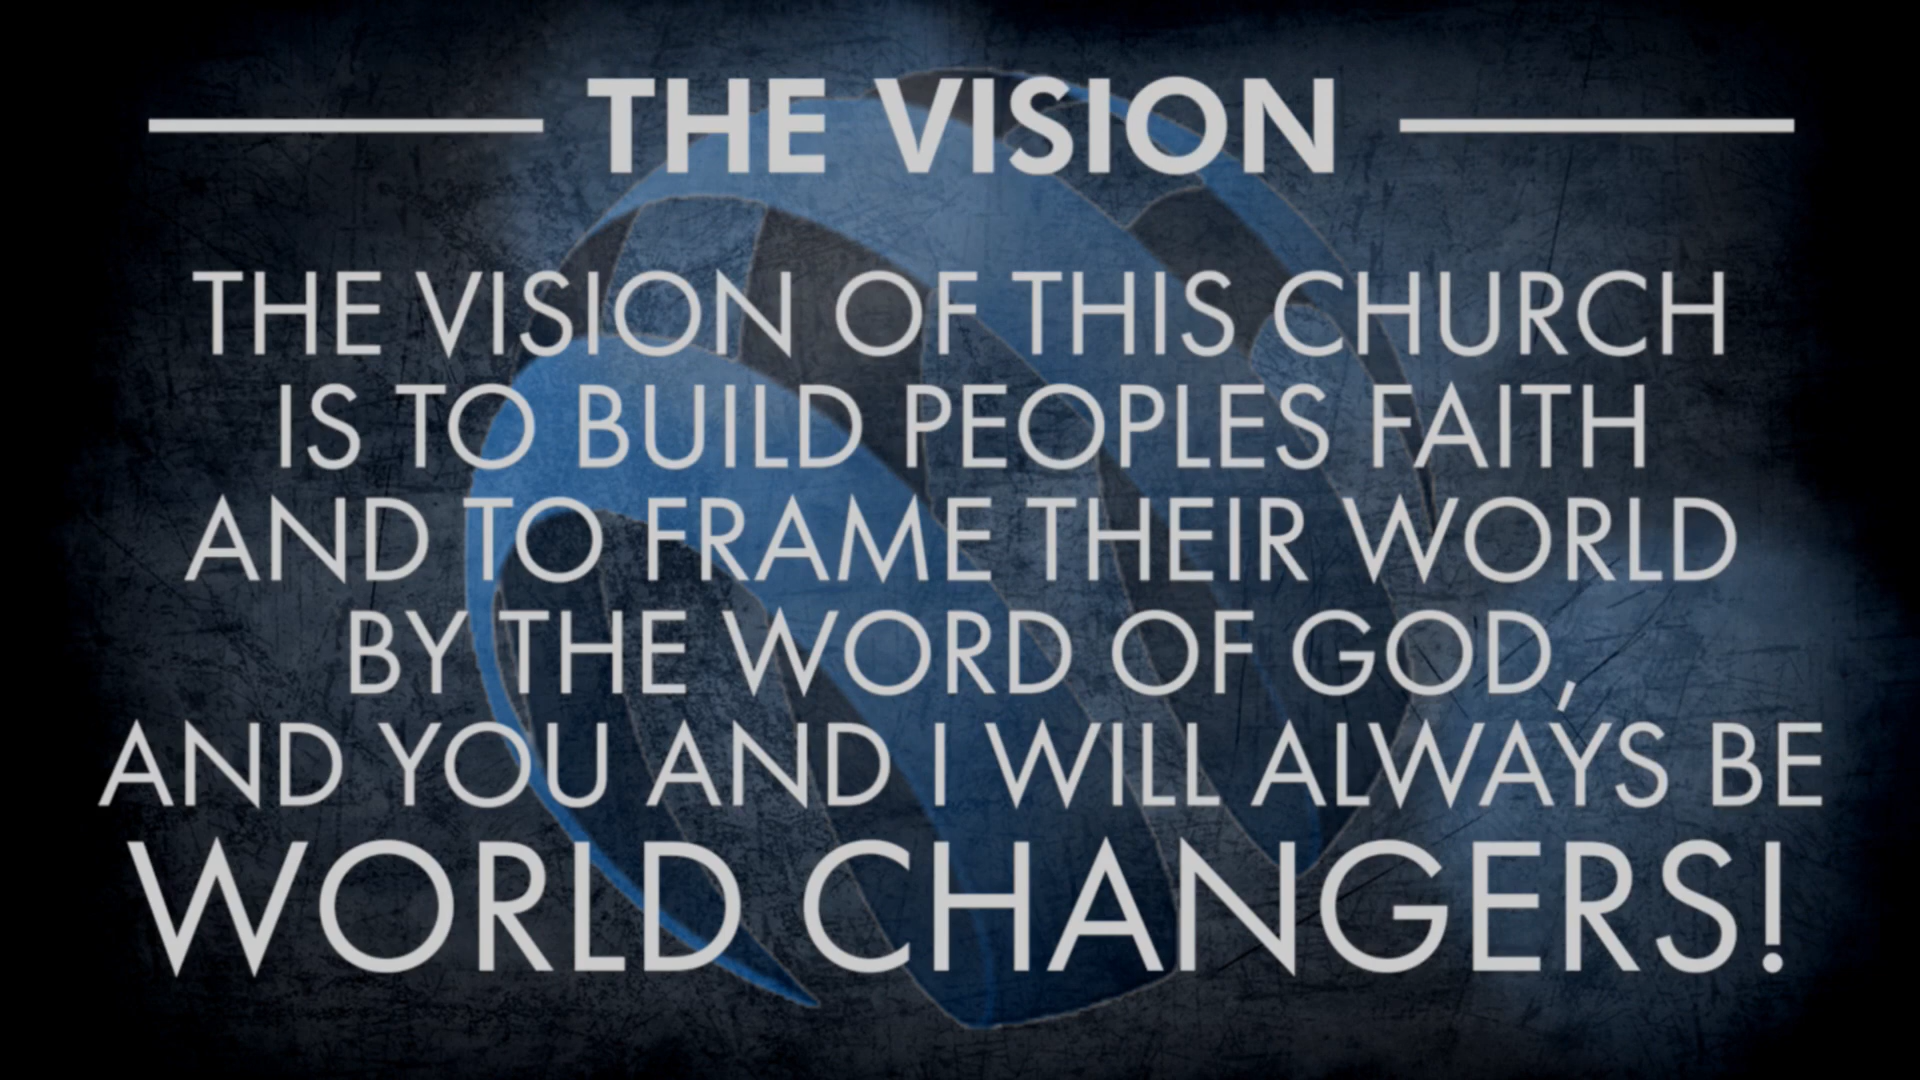 THE VISION
THE VISION OF THIS CHURCH
IS TO BUILD PEOPLES FAITH
AND TO FRAME THEIR WORLD
BY THE WORD OF GOD,
AND YOU AND I WILL ALWAYS BE
WORLD CHANGERS!